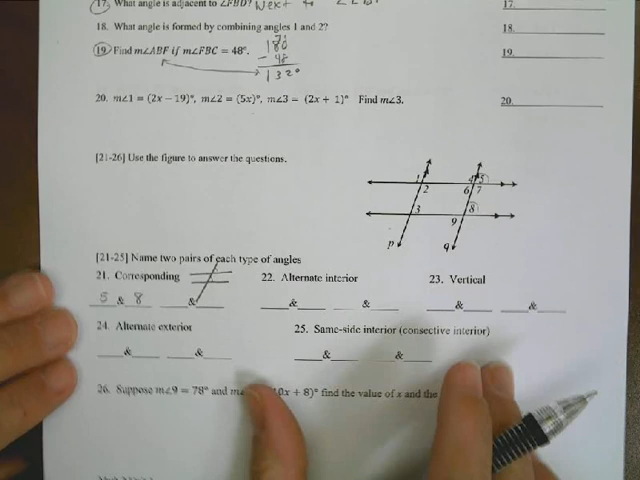 17. What angle is adjacent to ∠FHD? Next to
17.
18. What angle is formed by combining angles 1 and 2?
18.
19. Find m∠ABF if m∠FBC = 48°.
19.
- 48
132°
20. m∠1 = (2x – 19)°, m∠2 = (5x)°, m∠3 = (2x + 1)° Find m∠3.
20.
[21-26] Use the figure to answer the questions.
1 2 4 5
6 7
3 8
9
p q
[21-25] Name two pairs of each type of angles
21. Corresponding
22. Alternate interior
23. Vertical
5 & 8 &
& &
& &
24. Alternate exterior
25. Same-side interior (consective interior)
& &
& &
26. Suppose m∠9 = 78° and x + 8)° find the value of x and the